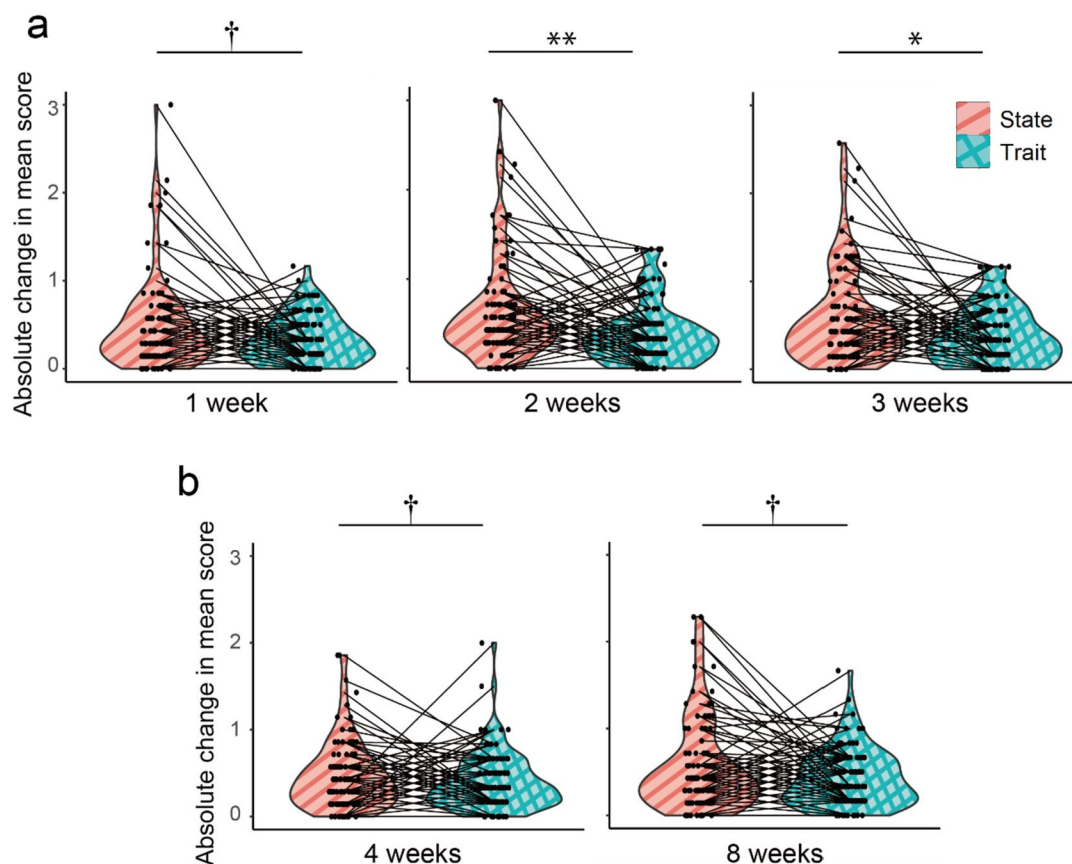 a
† ** *
Absolute change in mean score
3
2
1
0
State
Trait
1 week 2 weeks 3 weeks
b
† †
Absolute change in mean score
3
2
1
0
4 weeks 8 weeks